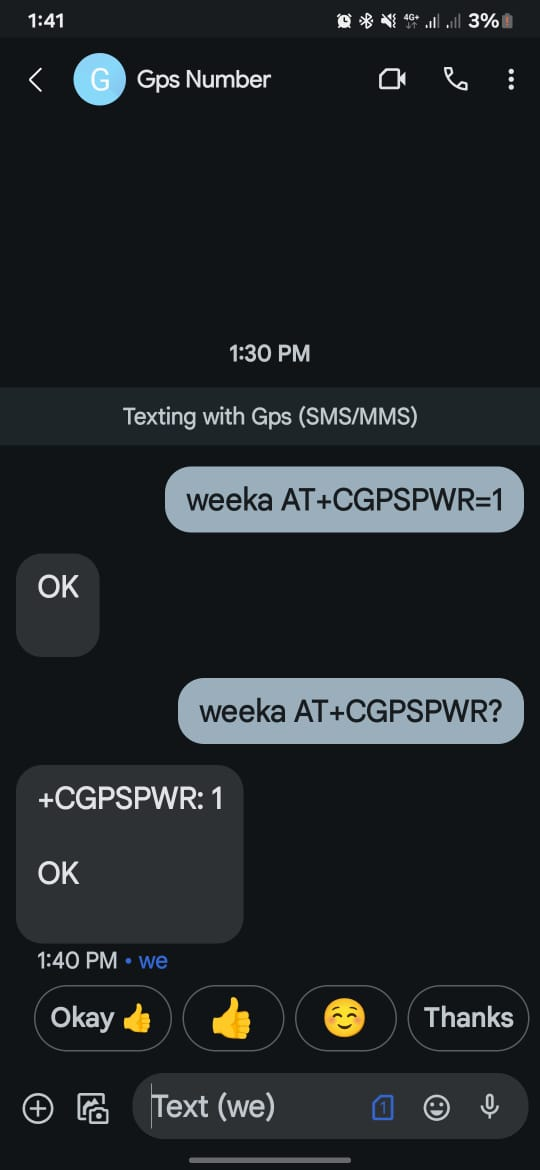 1:41
4G+
3%
G
Gps Number
1:30 PM
Texting with Gps (SMS/MMS)
weeka AT+CGPSPWR=1
OK
weeka AT+CGPSPWR?
+CGPSPWR: 1
OK
1:40 PM • we
Okay 👍
👍
☺️
Thanks
Text (we)
1